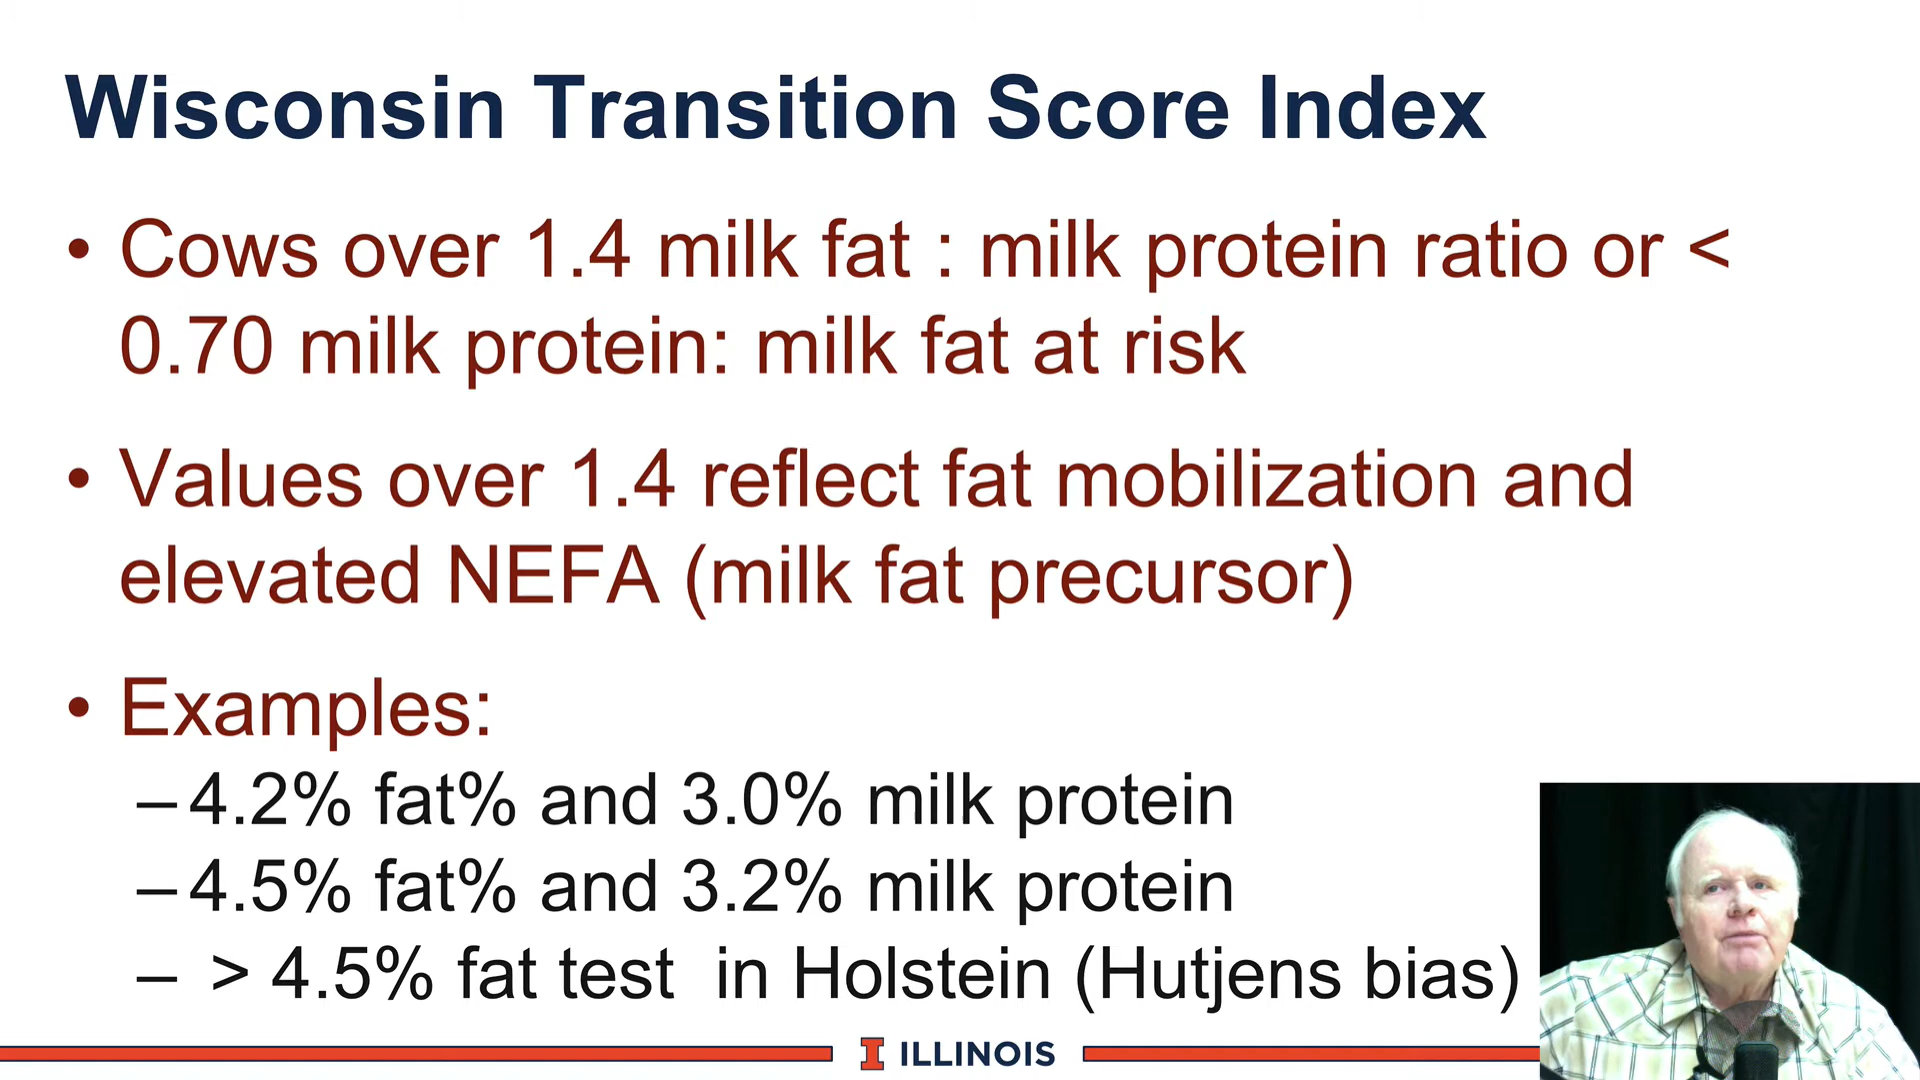 Wisconsin Transition Score Index
• Cows over 1.4 milk fat : milk protein ratio or <
0.70 milk protein: milk fat at risk
• Values over 1.4 reflect fat mobilization and
elevated NEFA (milk fat precursor)
• Examples:
– 4.2% fat% and 3.0% milk protein
– 4.5% fat% and 3.2% milk protein
– > 4.5% fat test in Holstein (Hutjens bias)
I ILLINOIS